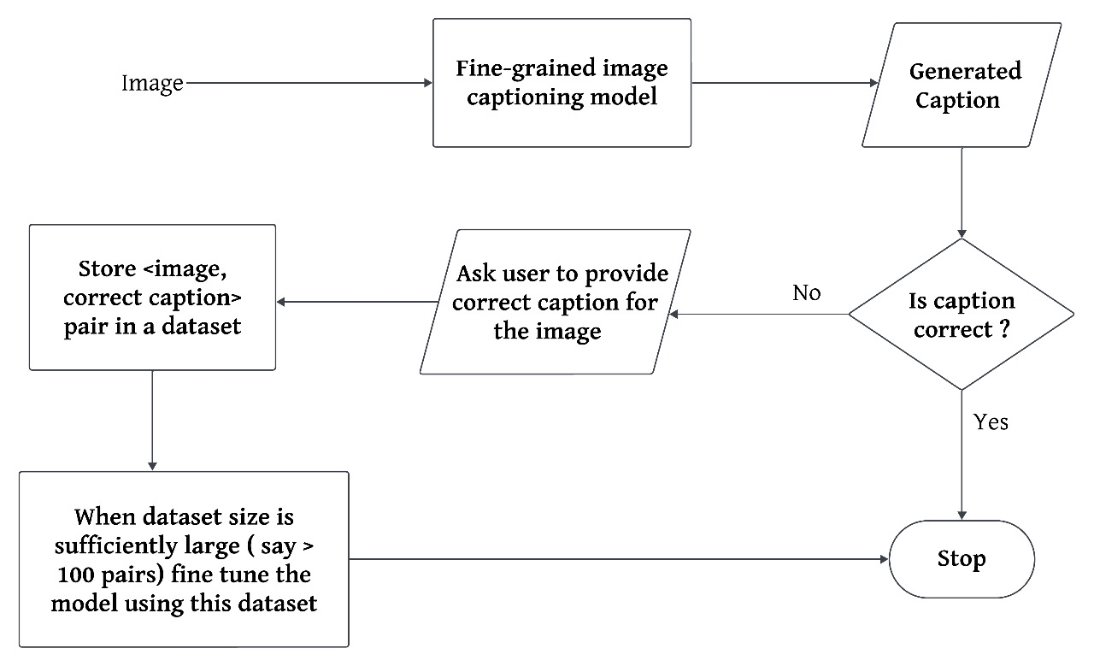 Image
Fine-grained image
captioning model
Generated
Caption
Is caption
correct ?
No
Yes
Ask user to provide
correct caption for
the image
Store <image,
correct caption>
pair in a dataset
When dataset size is
sufficiently large ( say >
100 pairs) fine tune the
model using this dataset
Stop